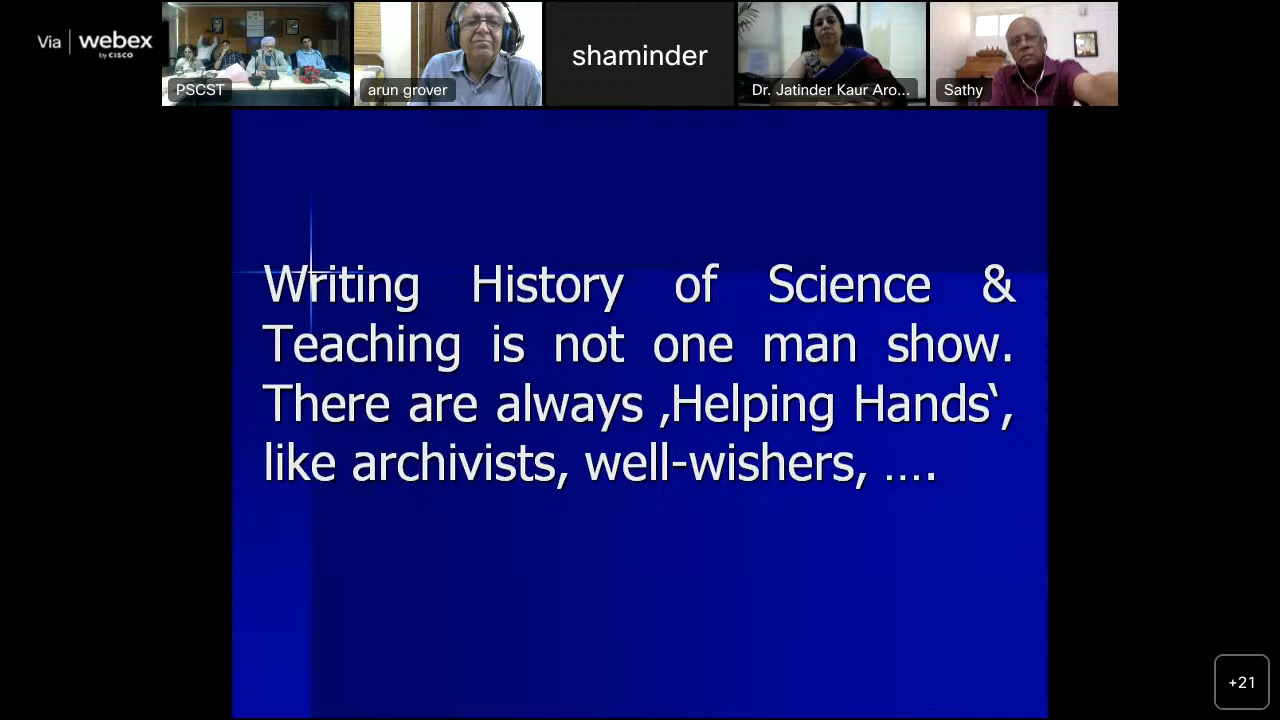 Via | webex
by CISCO
PSCST
arun grover
shaminder
Dr. Jatinder Kaur Aro...
Sathy
Writing History of Science &
Teaching is not one man show.
There are always ‚Helping Hands‘,
like archivists, well-wishers, ….
+21